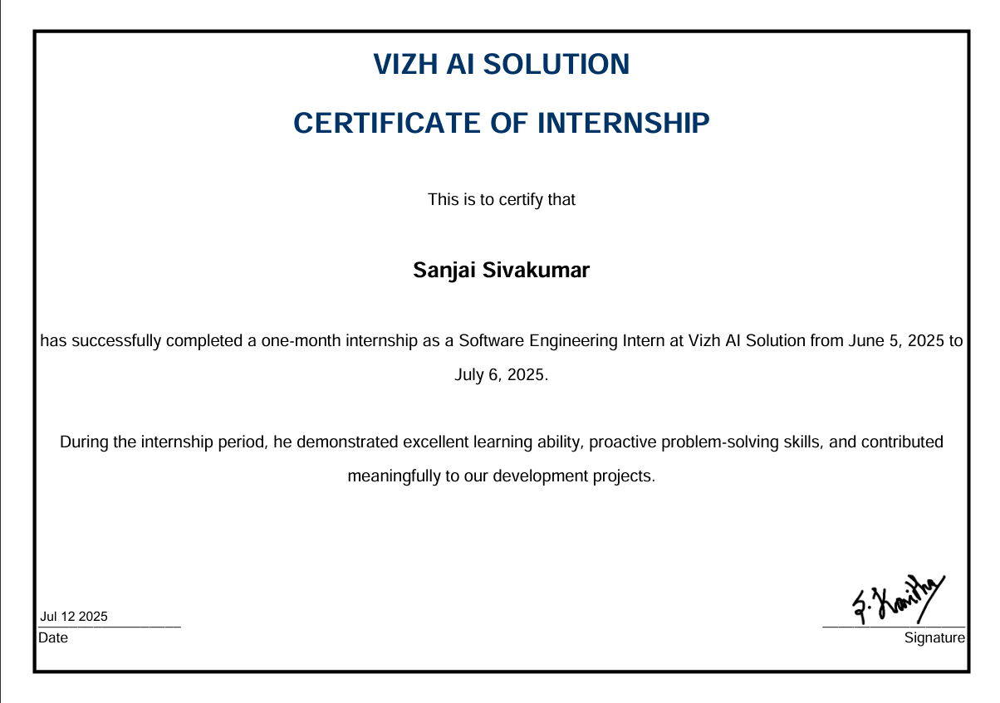 VIZH AI SOLUTION
CERTIFICATE OF INTERNSHIP
This is to certify that
Sanjai Sivakumar
has successfully completed a one-month internship as a Software Engineering Intern at Vizh AI Solution from June 5, 2025 to
July 6, 2025.
During the internship period, he demonstrated excellent learning ability, proactive problem-solving skills, and contributed
meaningfully to our development projects.
Jul 12 2025
Date
S. Kavitha
Signature